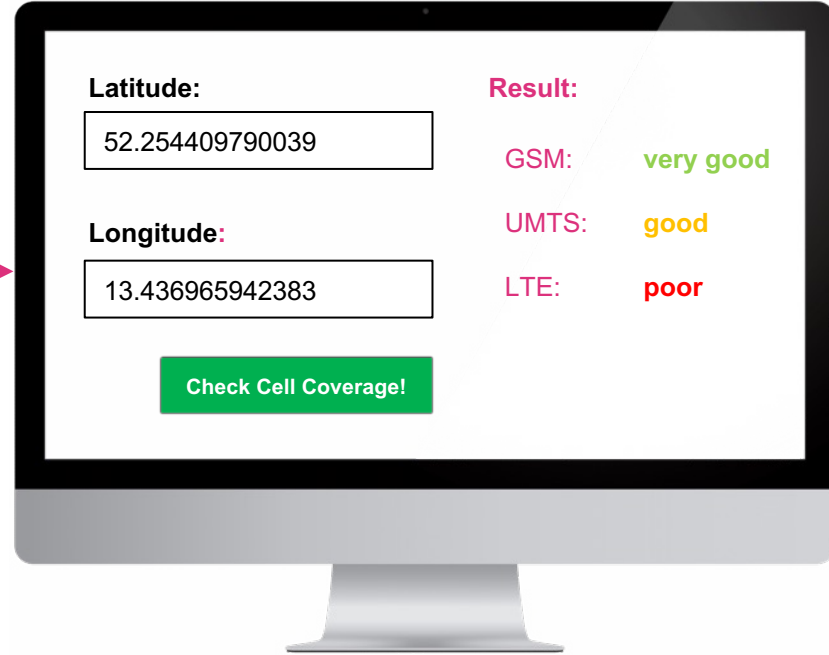 Latitude:
52.254409790039
Longitude:
13.436965942383
Check Cell Coverage!
Result:
GSM: very good
UMTS: good
LTE: poor